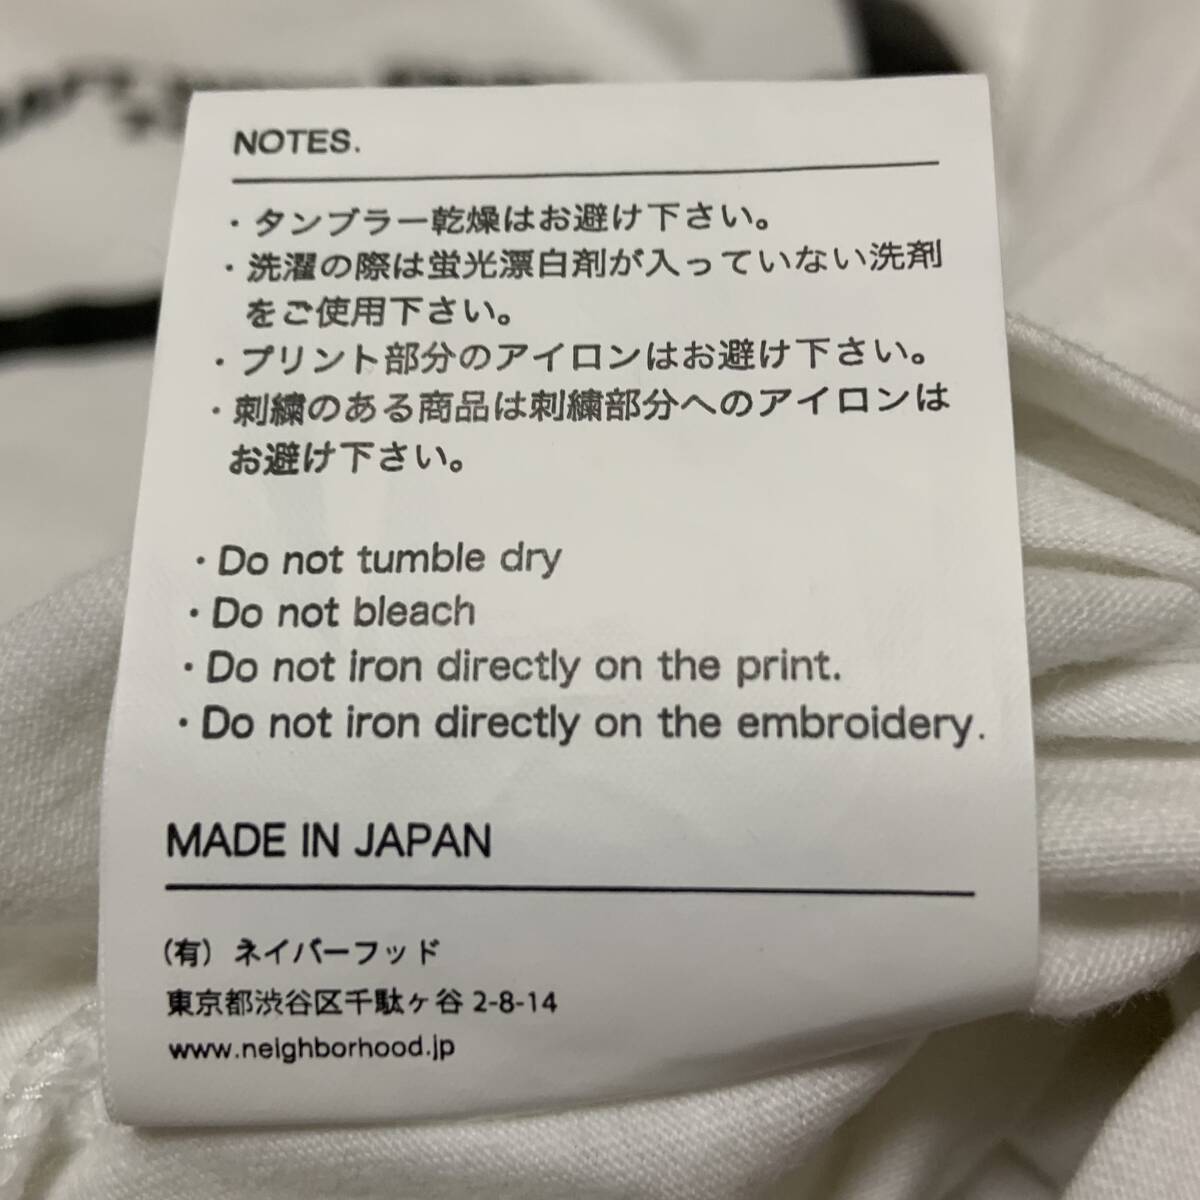 NOTES.
・タンブラー乾燥はお避け下さい。
・洗濯の際は蛍光漂白剤が入っていない洗剤
をご使用下さい。
・プリント部分のアイロンはお避け下さい。
・刺繍のある商品は刺繍部分へのアイロンは
お避け下さい。
・Do not tumble dry
・Do not bleach
・Do not iron directly on the print.
・Do not iron directly on the embroidery.
MADE IN JAPAN
(有) ネイバーフッド
東京都渋谷区千駄ヶ谷 2-8-14
www.neighborhood.jp